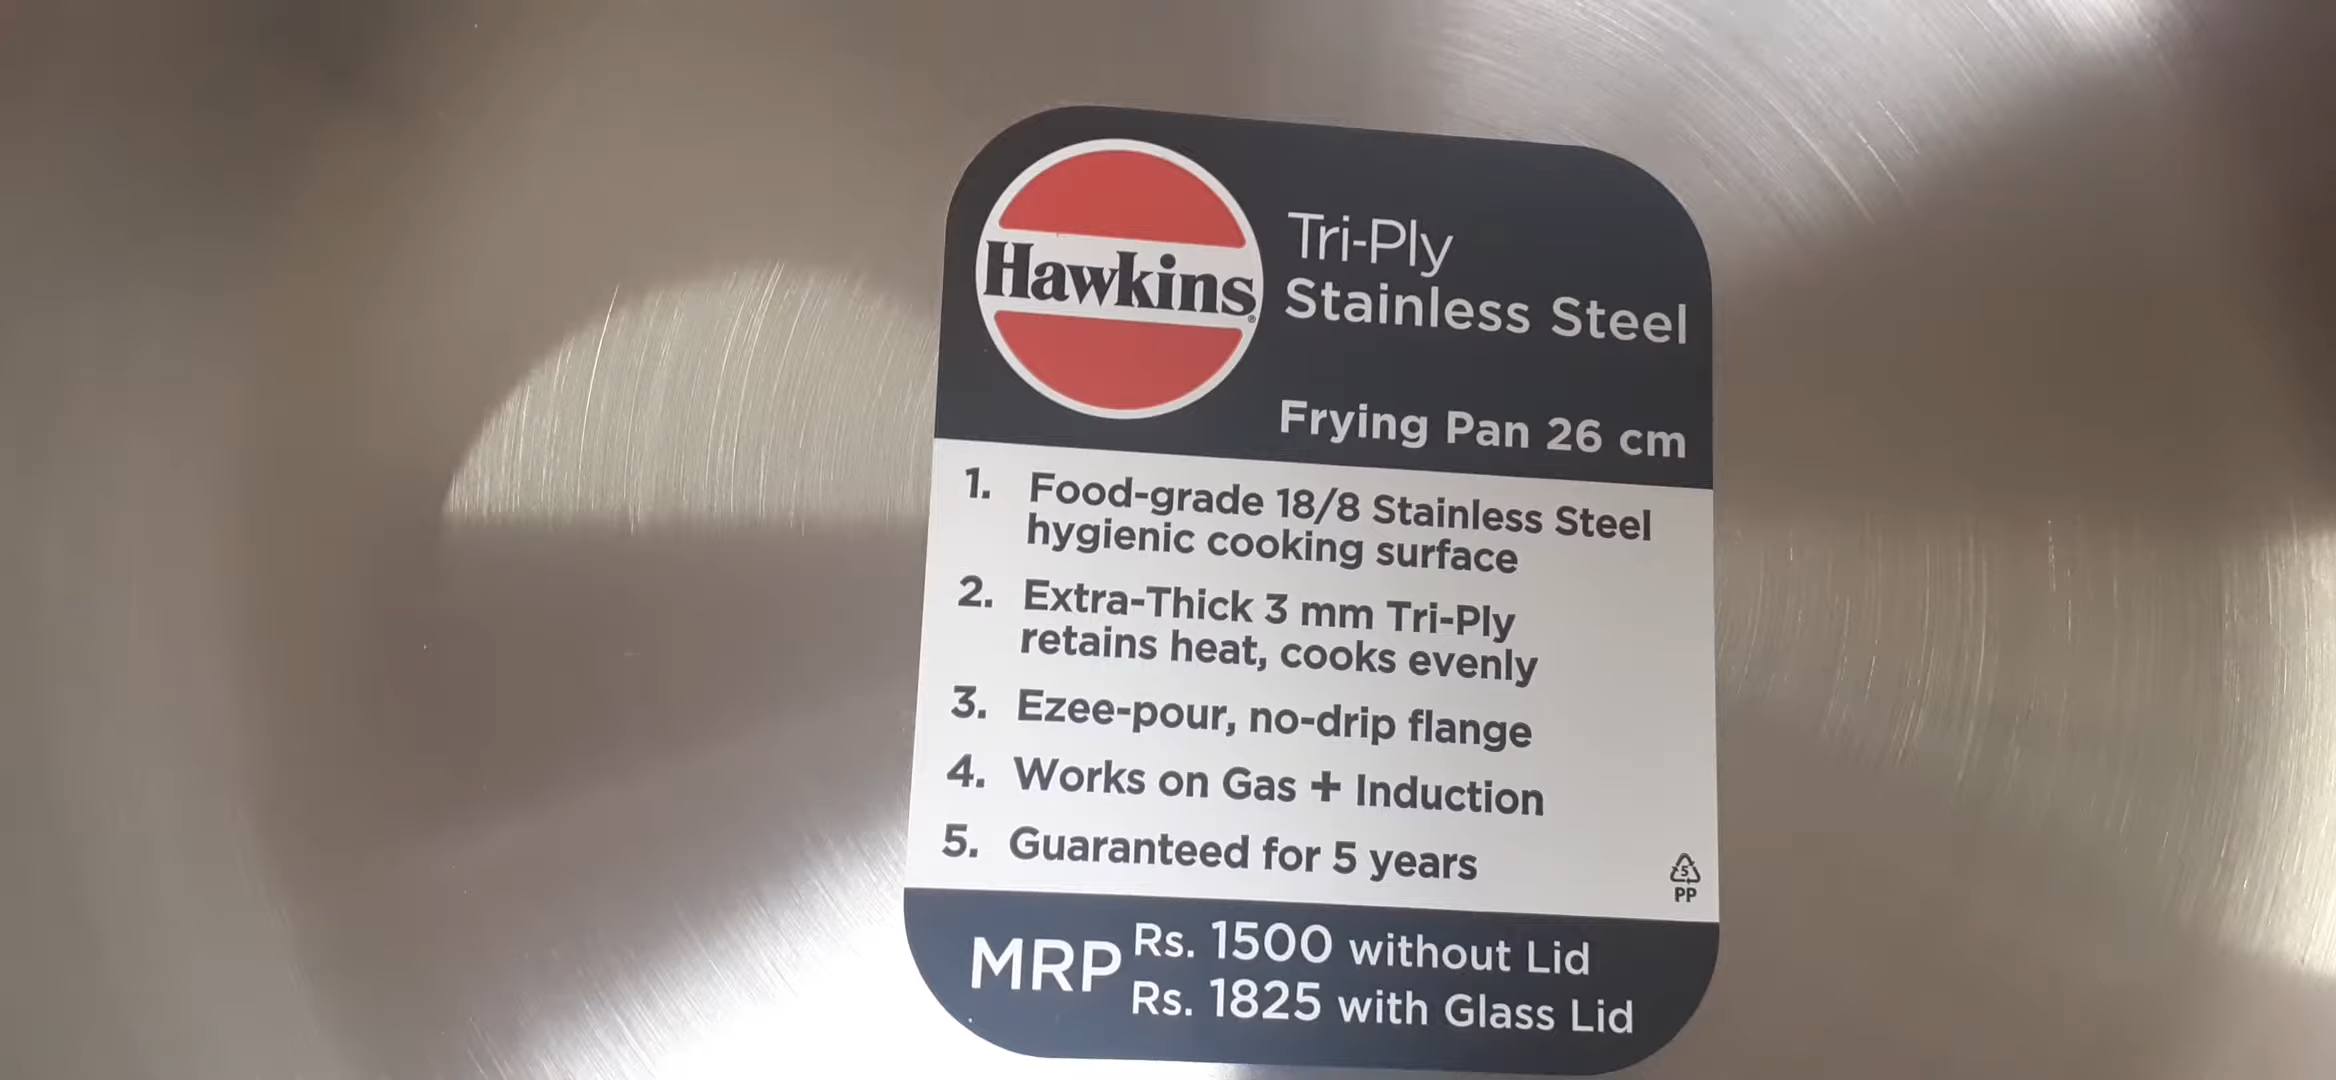 Hawkins®
Tri-Ply
Stainless Steel
Frying Pan 26 cm
1. Food-grade 18/8 Stainless Steel
hygienic cooking surface
2. Extra-Thick 3 mm Tri-Ply
retains heat, cooks evenly
3. Ezee-pour, no-drip flange
4. Works on Gas + Induction
5. Guaranteed for 5 years
5
PP
MRP Rs. 1500 without Lid
Rs. 1825 with Glass Lid